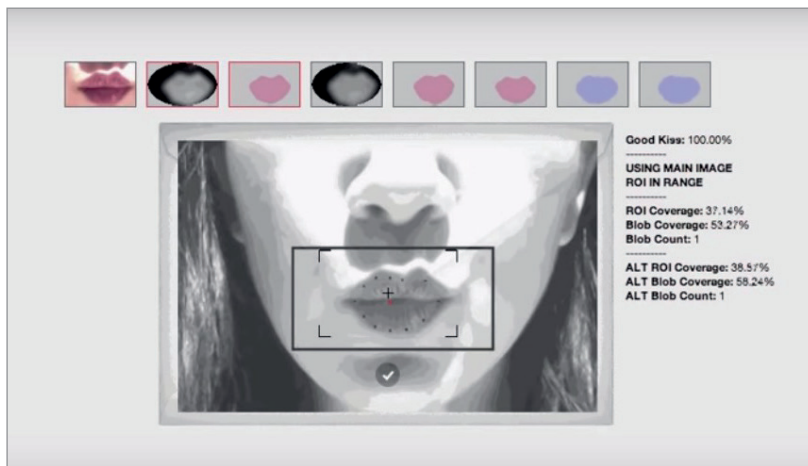 Good Kiss: 100.00%
----------
USING MAIN IMAGE
ROI IN RANGE
----------
ROI Coverage: 37.14%
Blob Coverage: 53.27%
Blob Count: 1
----------
ALT ROI Coverage: 38.57%
ALT Blob Coverage: 58.24%
ALT Blob Count: 1